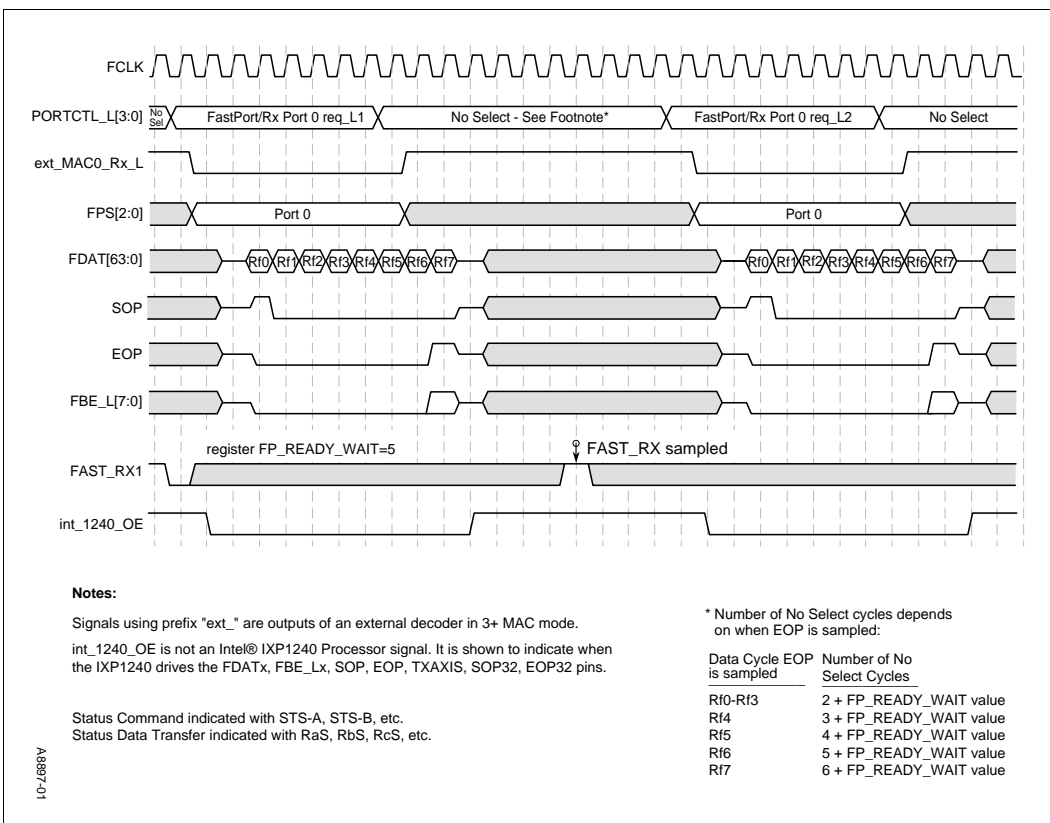 FCLK
PORTCTL_L[3:0] No Sel FastPort/Rx Port 0 req_L1 No Select - See Footnote* FastPort/Rx Port 0 req_L2 No Select
ext_MAC0_Rx_L
FPS[2:0] Port 0 Port 0
FDAT[63:0] Rf0 Rf1 Rf2 Rf3 Rf4 Rf5 Rf6 Rf7 Rf0 Rf1 Rf2 Rf3 Rf4 Rf5 Rf6 Rf7
SOP
EOP
FBE_L[7:0]
register FP_READY_WAIT=5 FAST_RX sampled
FAST_RX1
int_1240_OE
Notes:
Signals using prefix "ext_" are outputs of an external decoder in 3+ MAC mode.
int_1240_OE is not an Intel® IXP1240 Processor signal. It is shown to indicate when
the IXP1240 drives the FDATx, FBE_Lx, SOP, EOP, TXAXIS, SOP32, EOP32 pins.
Status Command indicated with STS-A, STS-B, etc.
Status Data Transfer indicated with RaS, RbS, RcS, etc.
* Number of No Select cycles depends
on when EOP is sampled:
Data Cycle EOP Number of No
is sampled Select Cycles
Rf0-Rf3 2 + FP_READY_WAIT value
Rf4 3 + FP_READY_WAIT value
Rf5 4 + FP_READY_WAIT value
Rf6 5 + FP_READY_WAIT value
Rf7 6 + FP_READY_WAIT value
A8897-01